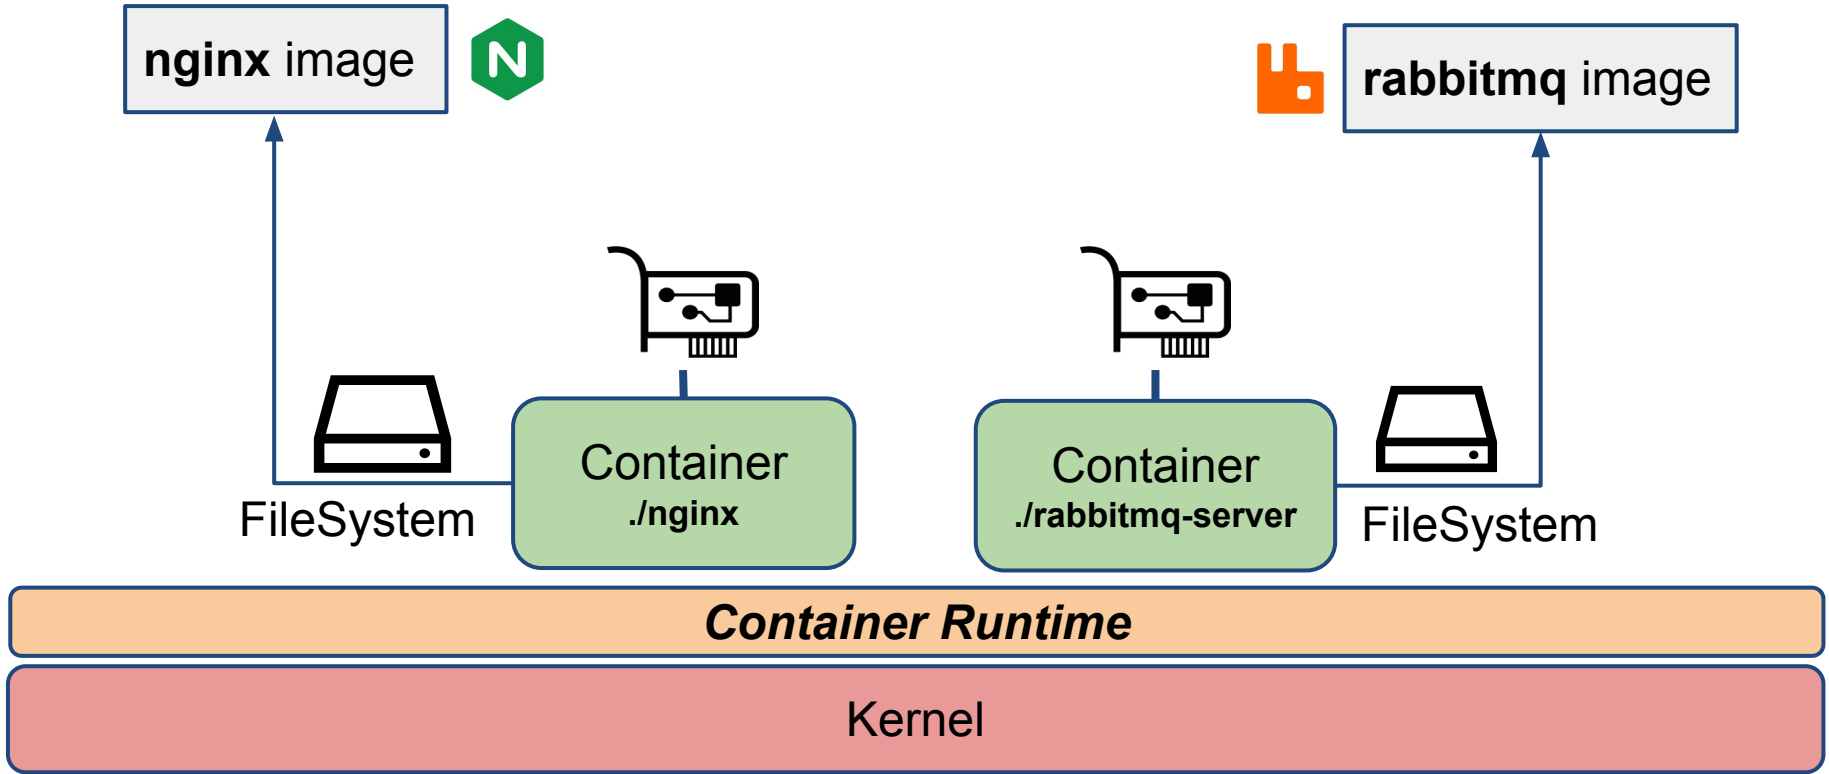 nginx image
N
rabbitmq image
Container
./nginx
FileSystem
Container
./rabbitmq-server
FileSystem
Container Runtime
Kernel